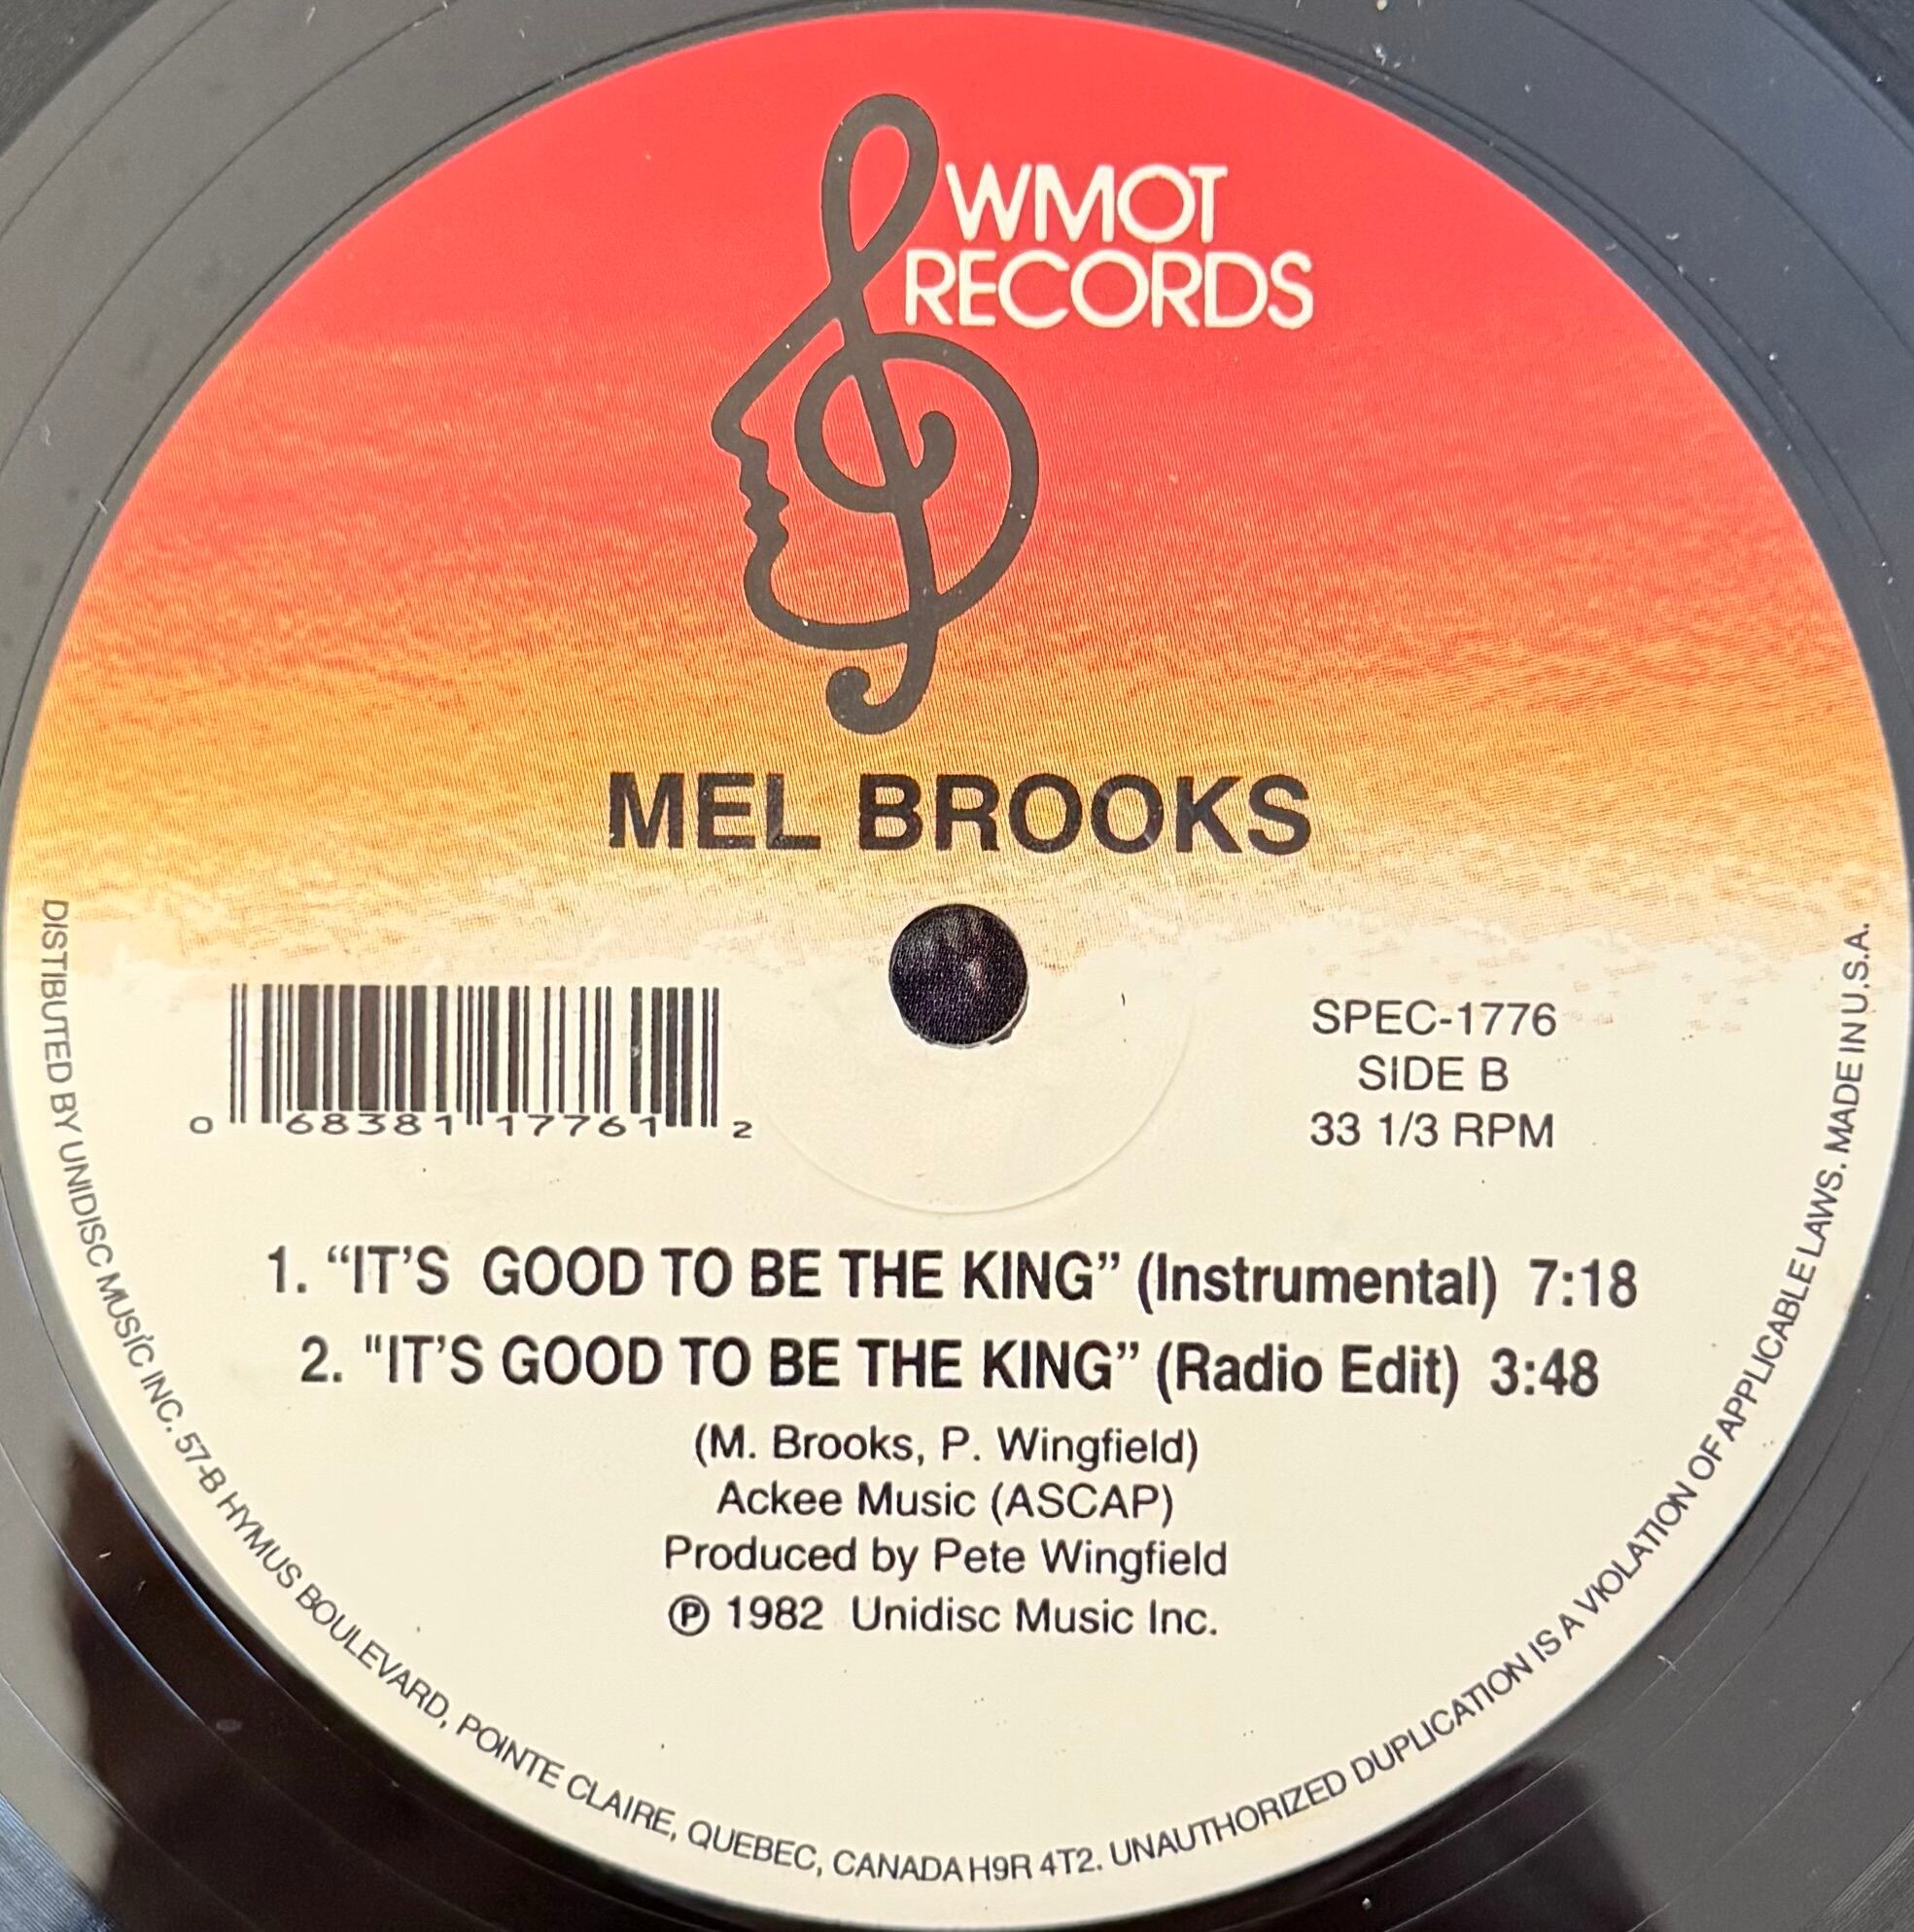 WMOT
RECORDS
MEL BROOKS
0 68381 17761 2
SPEC-1776
SIDE B
33 1/3 RPM
1. “IT’S  GOOD TO BE THE KING” (Instrumental)  7:18
2. "IT’S GOOD TO BE THE KING” (Radio Edit)  3:48
(M. Brooks, P. Wingfield)
Ackee Music (ASCAP)
Produced by Pete Wingfield
℗ 1982  Unidisc Music Inc.
DISTIBUTED BY UNIDISC MUSIC INC. 57-B HYMUS BOULEVARD, POINTE CLAIRE, QUEBEC, CANADA H9R 4T2. UNAUTHORIZED DUPLICATION IS A VIOLATION OF APPLICABLE LAWS. MADE IN U.S.A.